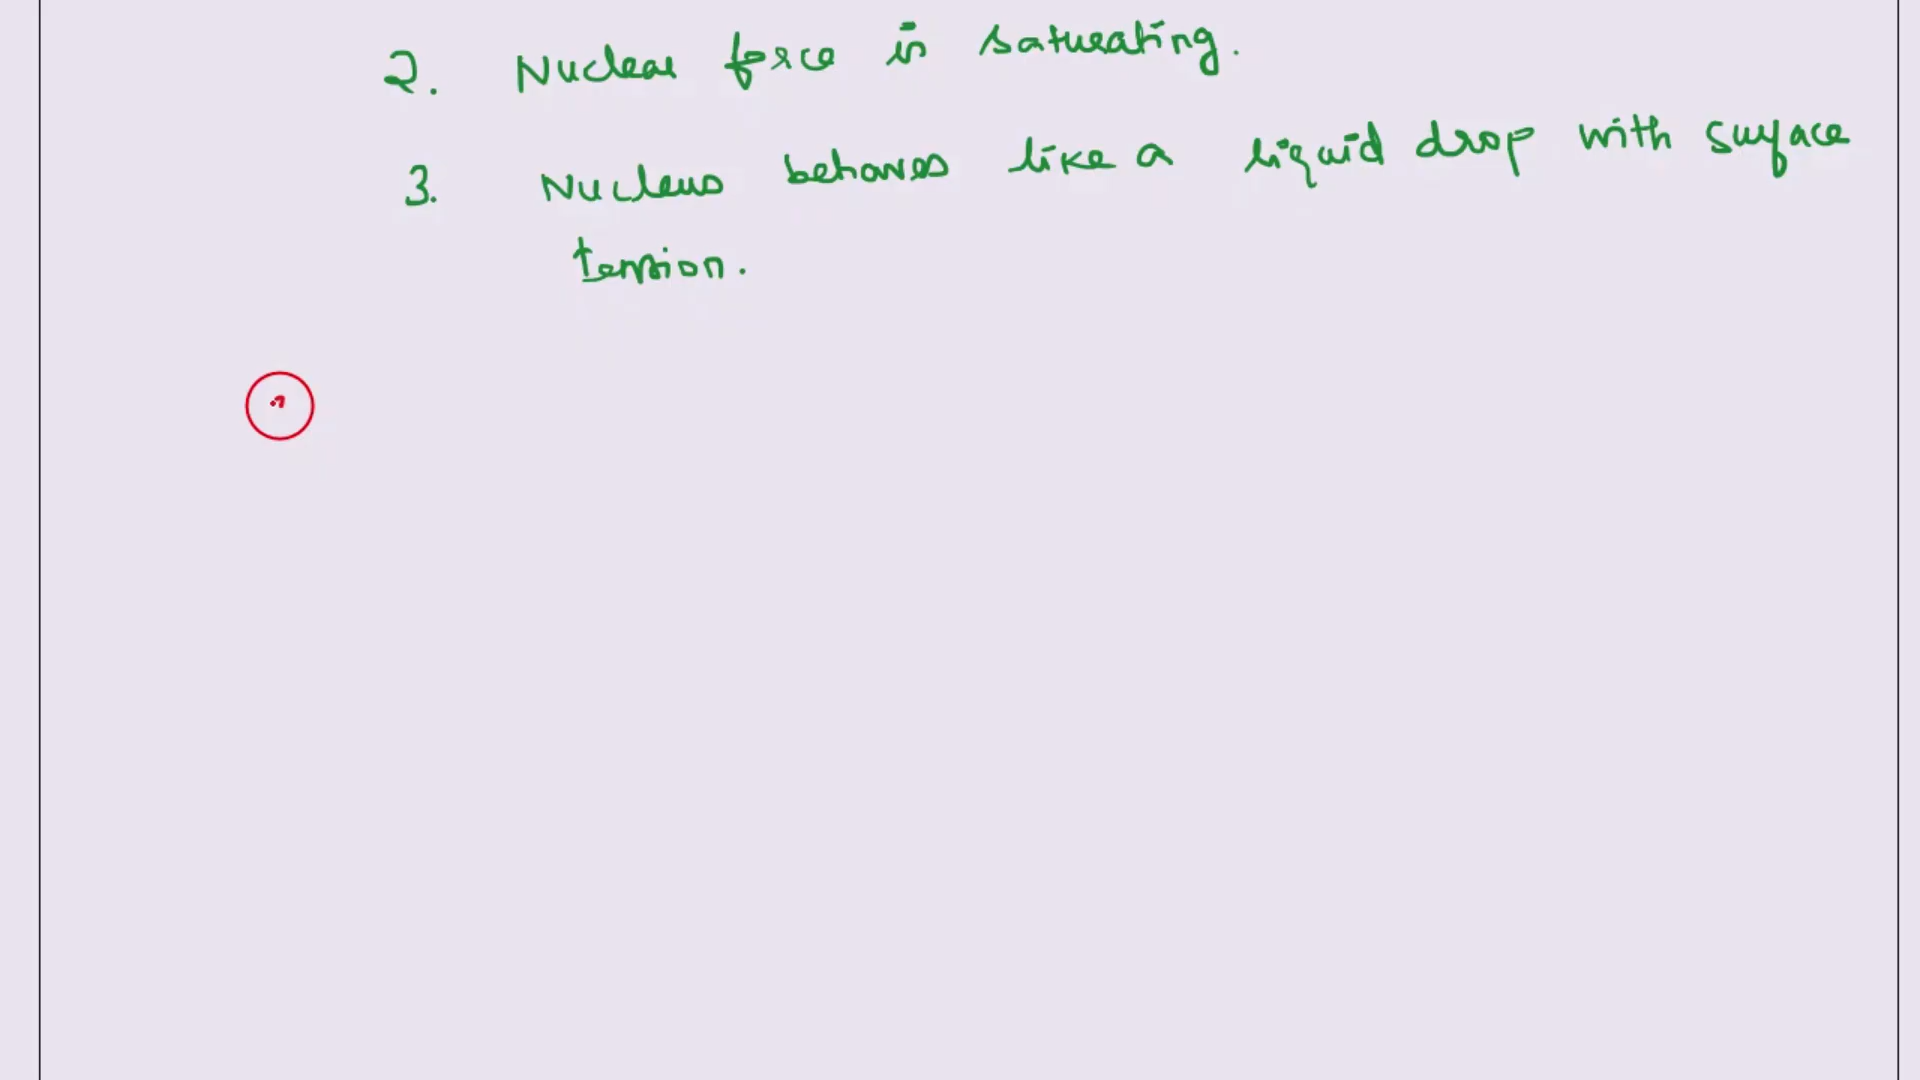 2. Nuclear force is saturating.
3. Nucleus behaves like a liquid drop with surface
tension.